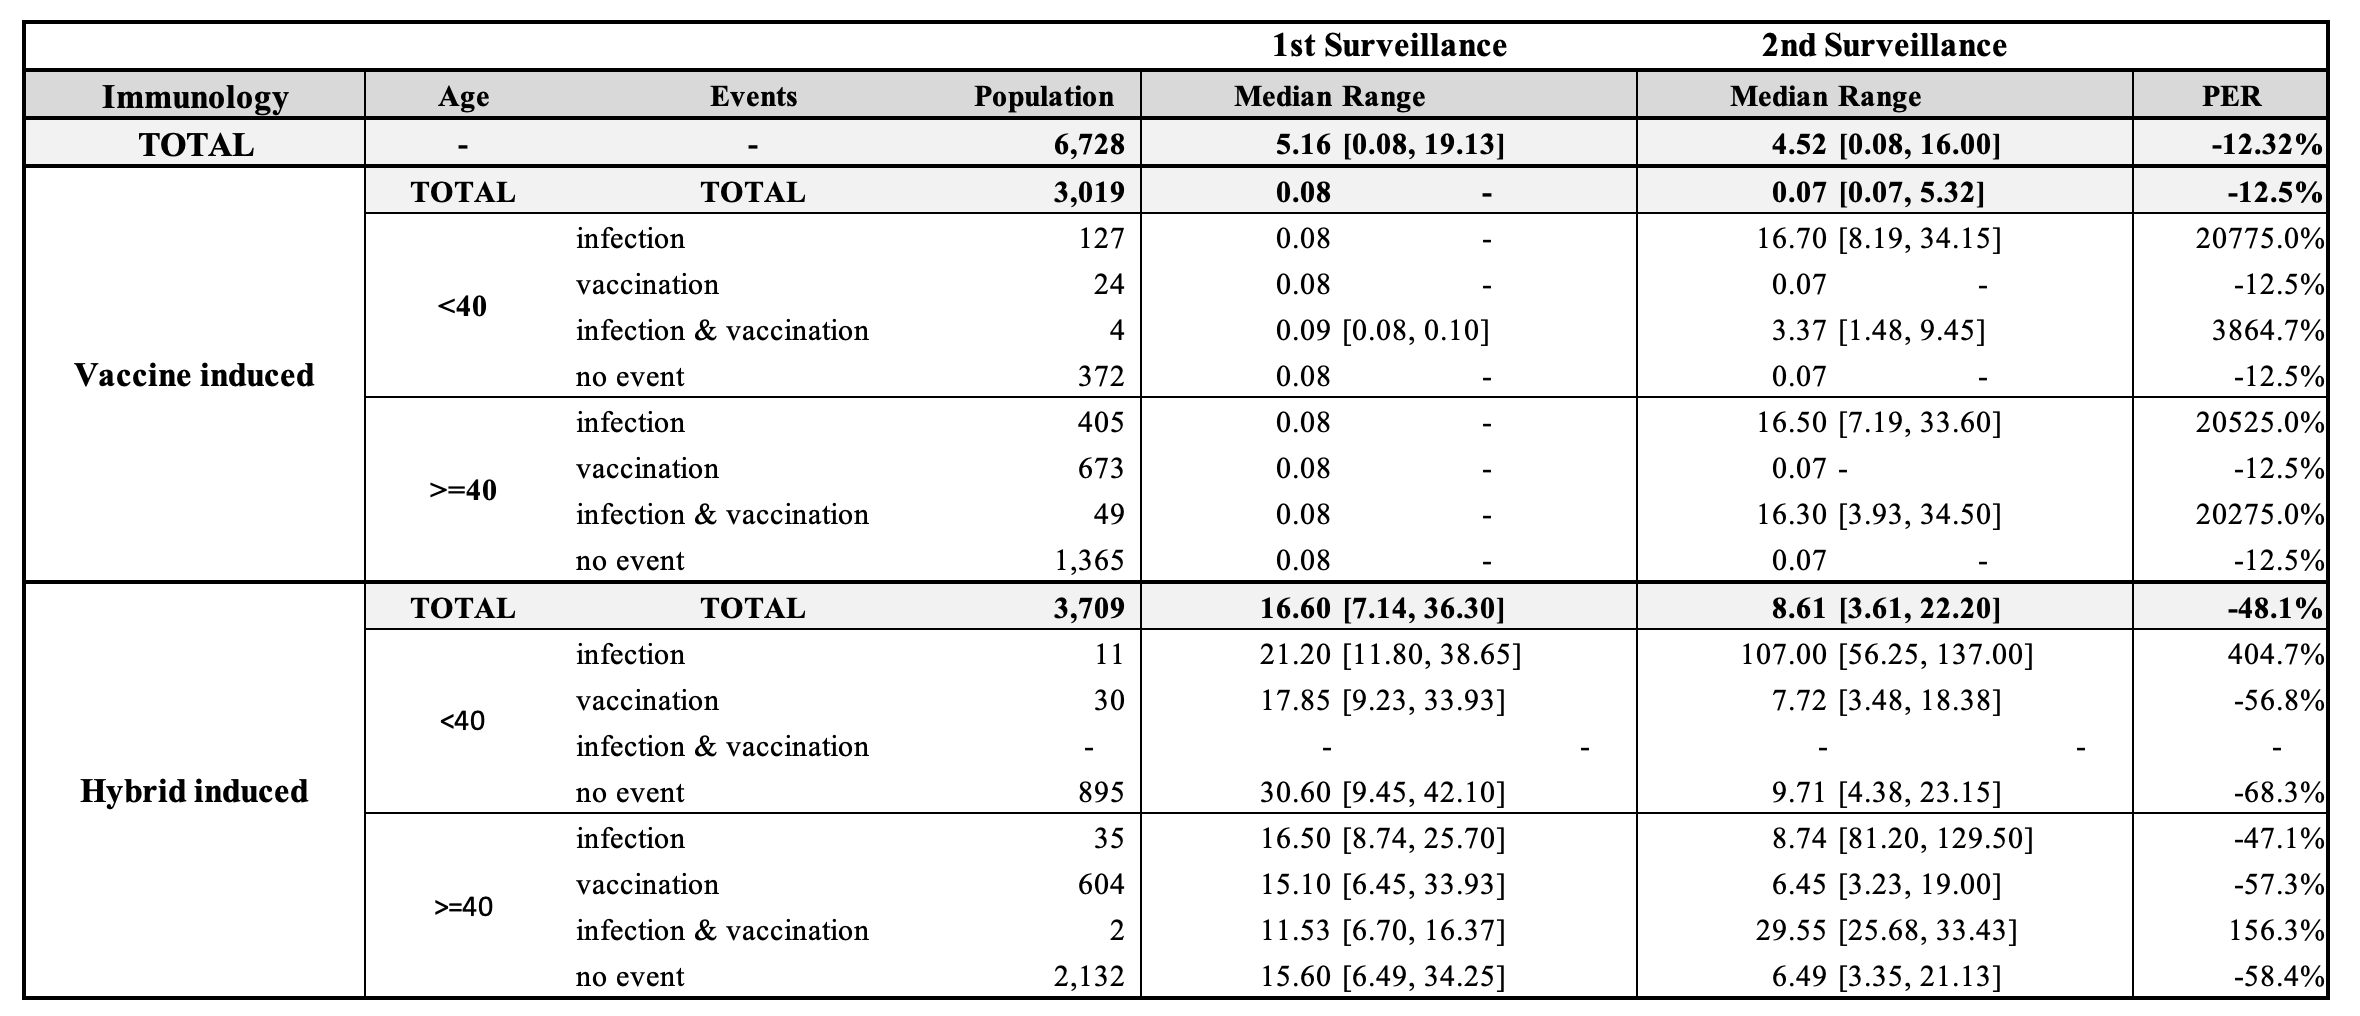 1st Surveillance 2nd Surveillance
Immunology Age Events Population Median Range Median Range PER
TOTAL - - 6,728 5.16 [0.08, 19.13] 4.52 [0.08, 16.00] -12.32%
TOTAL TOTAL 3,019 0.08 - 0.07 [0.07, 5.32] -12.5%
infection 127 0.08 - 16.70 [8.19, 34.15] 20775.0%
vaccination 24 0.08 - 0.07 - -12.5%
<40
infection & vaccination 4 0.09 [0.08, 0.10] 3.37 [1.48, 9.45] 3864.7%
Vaccine induced no event 372 0.08 - 0.07 - -12.5%
infection 405 0.08 - 16.50 [7.19, 33.60] 20525.0%
vaccination 673 0.08 - 0.07 - -12.5%
>=40
infection & vaccination 49 0.08 - 16.30 [3.93, 34.50] 20275.0%
no event 1,365 0.08 - 0.07 - -12.5%
TOTAL TOTAL 3,709 16.60 [7.14, 36.30] 8.61 [3.61, 22.20] -48.1%
infection 11 21.20 [11.80, 38.65] 107.00 [56.25, 137.00] 404.7%
vaccination 30 17.85 [9.23, 33.93] 7.72 [3.48, 18.38] -56.8%
<40
infection & vaccination - - - - - -
Hybrid induced no event 895 30.60 [9.45, 42.10] 9.71 [4.38, 23.15] -68.3%
infection 35 16.50 [8.74, 25.70] 8.74 [81.20, 129.50] -47.1%
vaccination 604 15.10 [6.45, 33.93] 6.45 [3.23, 19.00] -57.3%
>=40
infection & vaccination 2 11.53 [6.70, 16.37] 29.55 [25.68, 33.43] 156.3%
no event 2,132 15.60 [6.49, 34.25] 6.49 [3.35, 21.13] -58.4%